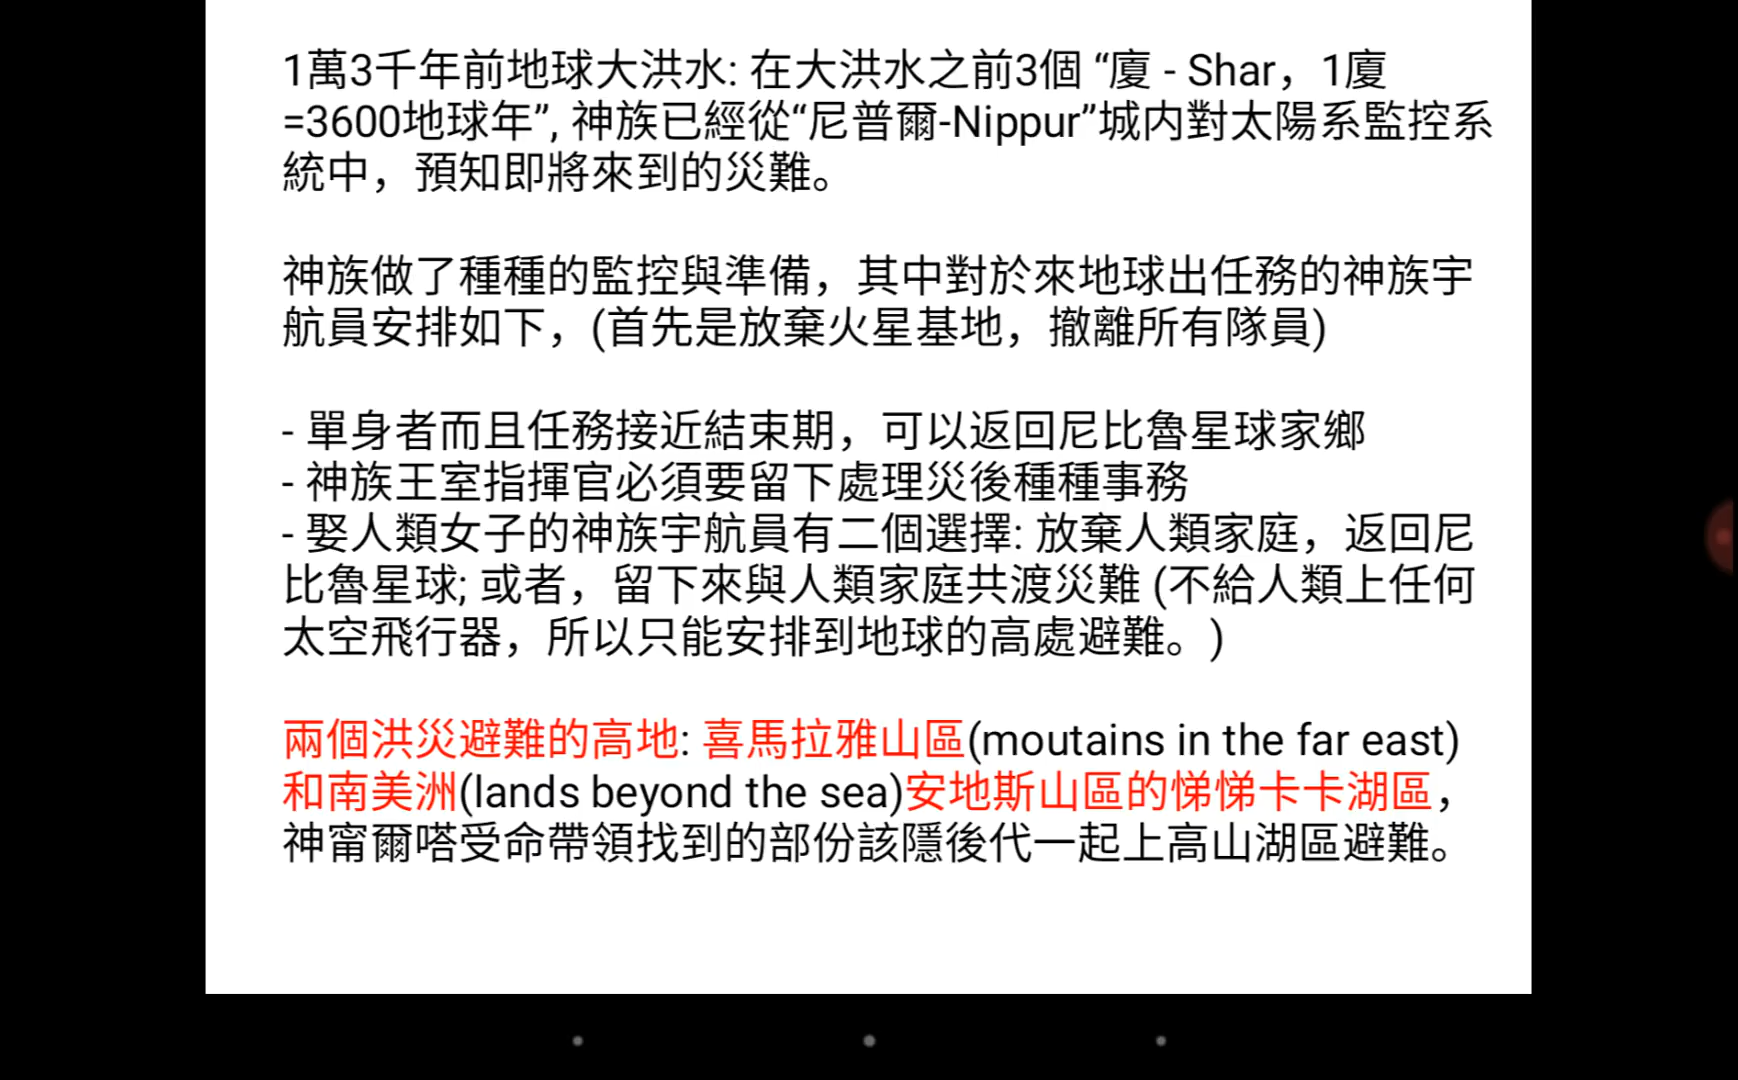 1萬3千年前地球大洪水: 在大洪水之前3個 “廈 - Shar，1廈
=3600地球年”, 神族已經從“尼普爾-Nippur”城内對太陽系監控系
統中，預知即將來到的災難。
神族做了種種的監控與準備，其中對於來地球出任務的神族宇
航員安排如下，(首先是放棄火星基地，撤離所有隊員)
- 單身者而且任務接近結束期，可以返回尼比魯星球家鄉
- 神族王室指揮官必須要留下處理災後種種事務
- 娶人類女子的神族宇航員有二個選擇: 放棄人類家庭，返回尼
比魯星球; 或者，留下來與人類家庭共渡災難 (不給人類上任何
太空飛行器，所以只能安排到地球的高處避難。)
兩個洪災避難的高地: 喜馬拉雅山區(moutains in the far east)
和南美洲(lands beyond the sea)安地斯山區的悌悌卡卡湖區，
神甯爾嗒受命帶領找到的部份該隱後代一起上高山湖區避難。